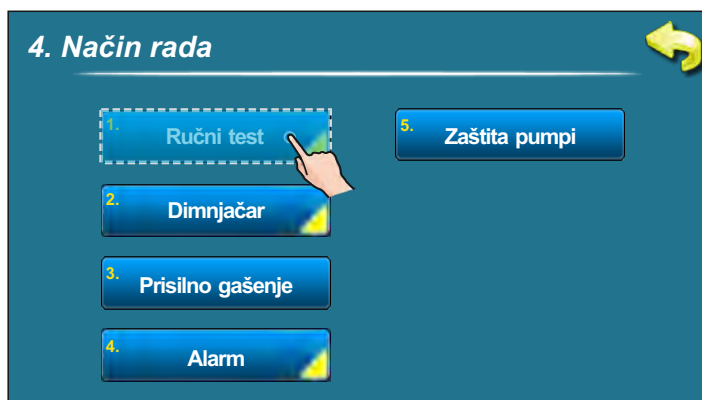 4. Način rada
1. Ručni test
2. Dimnjačar
3. Prisilno gašenje
4. Alarm
5. Zaštita pumpi